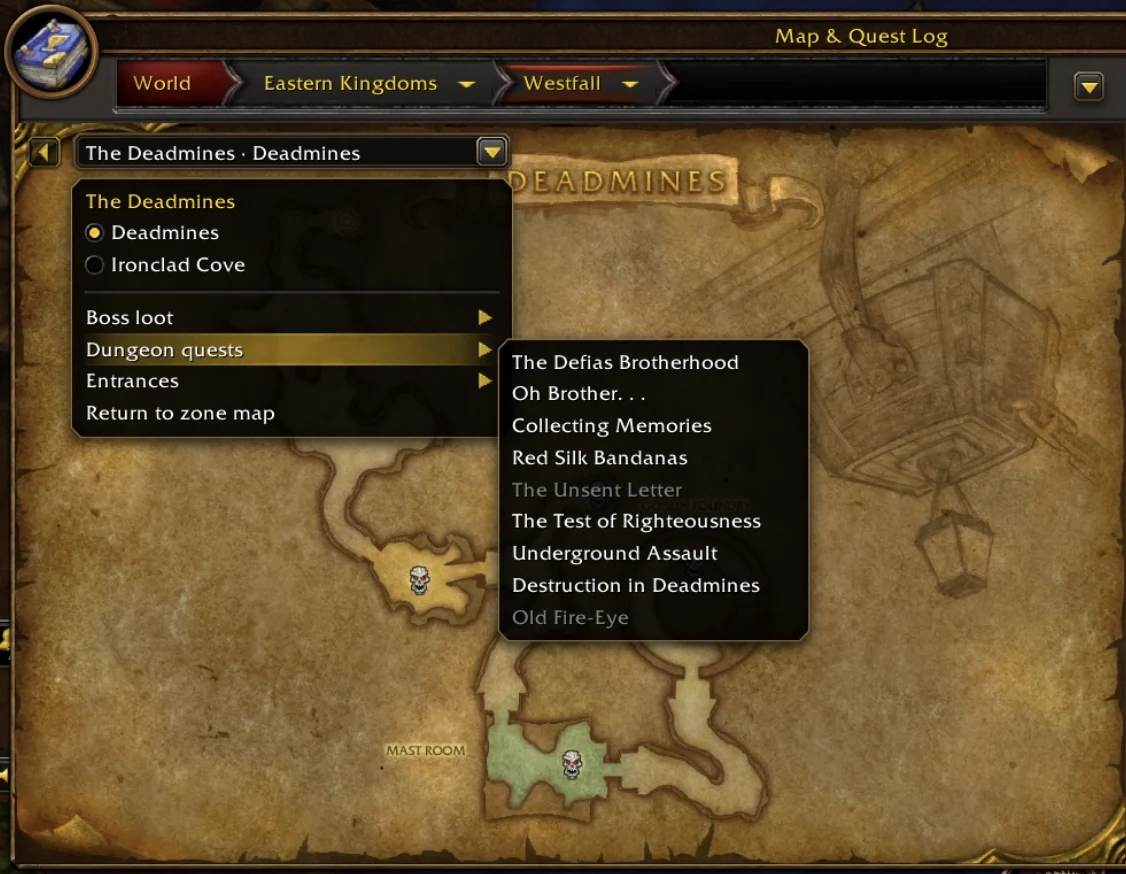 Map & Quest Log
World
Eastern Kingdoms
Westfall
The Deadmines · Deadmines
DEADMINES
The Deadmines
Deadmines
Ironclad Cove
Boss loot
Dungeon quests
Entrances
Return to zone map
The Defias Brotherhood
Oh Brother. . .
Collecting Memories
Red Silk Bandanas
The Unsent Letter
The Test of Righteousness
Underground Assault
Destruction in Deadmines
Old Fire-Eye
MAST ROOM